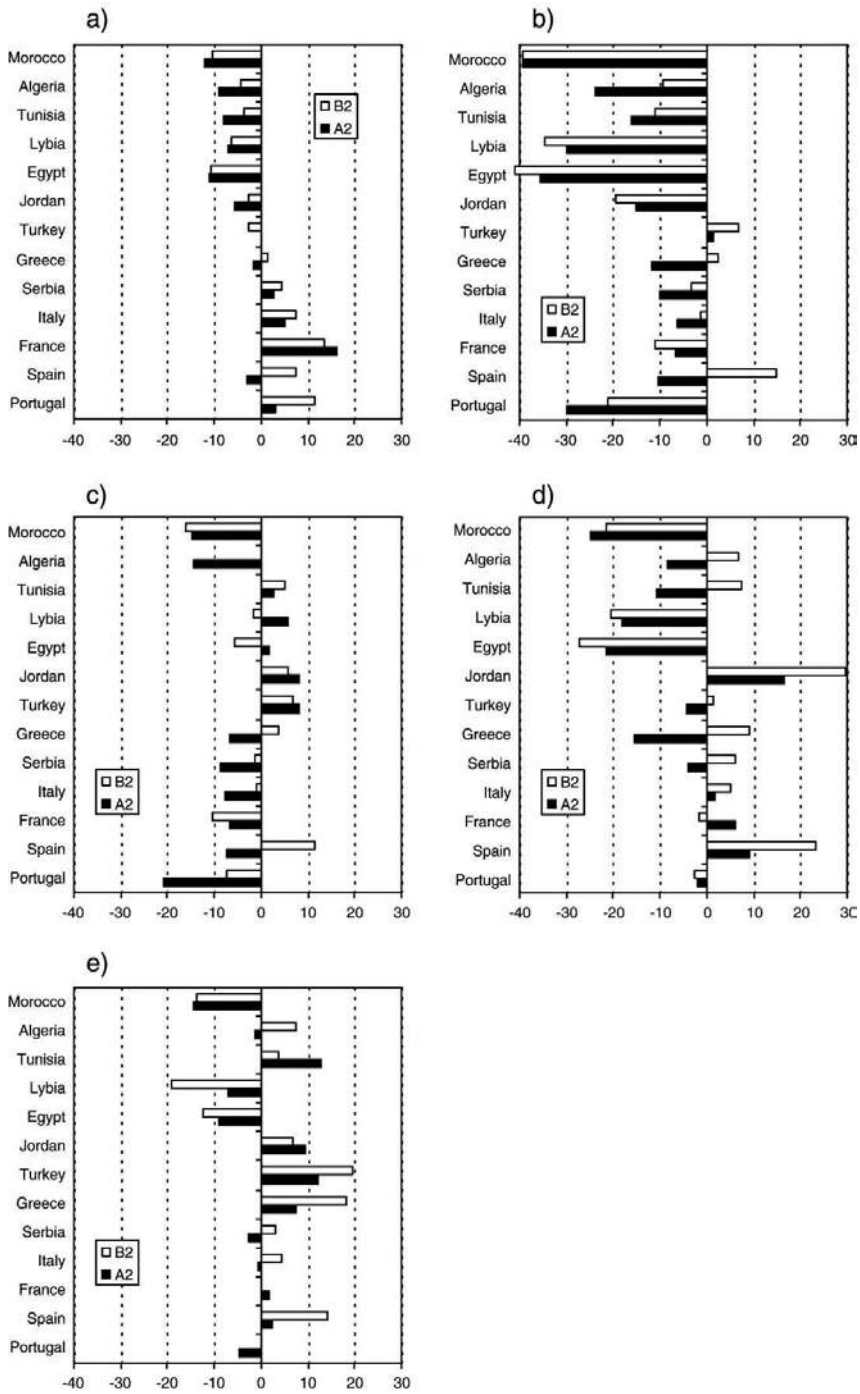 a)
Morocco
Algeria
Tunisia
Lybia
Egypt
Jordan
Turkey
Greece
Serbia
Italy
France
Spain
Portugal
B2
A2
-40 -30 -20 -10 0 10 20 30
b)
Morocco
Algeria
Tunisia
Lybia
Egypt
Jordan
Turkey
Greece
Serbia
Italy
France
Spain
Portugal
B2
A2
-40 -30 -20 -10 0 10 20 30
c)
Morocco
Algeria
Tunisia
Lybia
Egypt
Jordan
Turkey
Greece
Serbia
Italy
France
Spain
Portugal
B2
A2
-40 -30 -20 -10 0 10 20 30
d)
Morocco
Algeria
Tunisia
Lybia
Egypt
Jordan
Turkey
Greece
Serbia
Italy
France
Spain
Portugal
B2
A2
-40 -30 -20 -10 0 10 20 30
e)
Morocco
Algeria
Tunisia
Lybia
Egypt
Jordan
Turkey
Greece
Serbia
Italy
France
Spain
Portugal
B2
A2
-40 -30 -20 -10 0 10 20 30